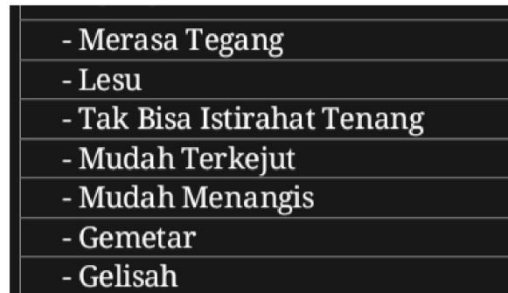 - Merasa Tegang
- Lesu
- Tak Bisa Istirahat Tenang
- Mudah Terkejut
- Mudah Menangis
- Gemetar
- Gelisah